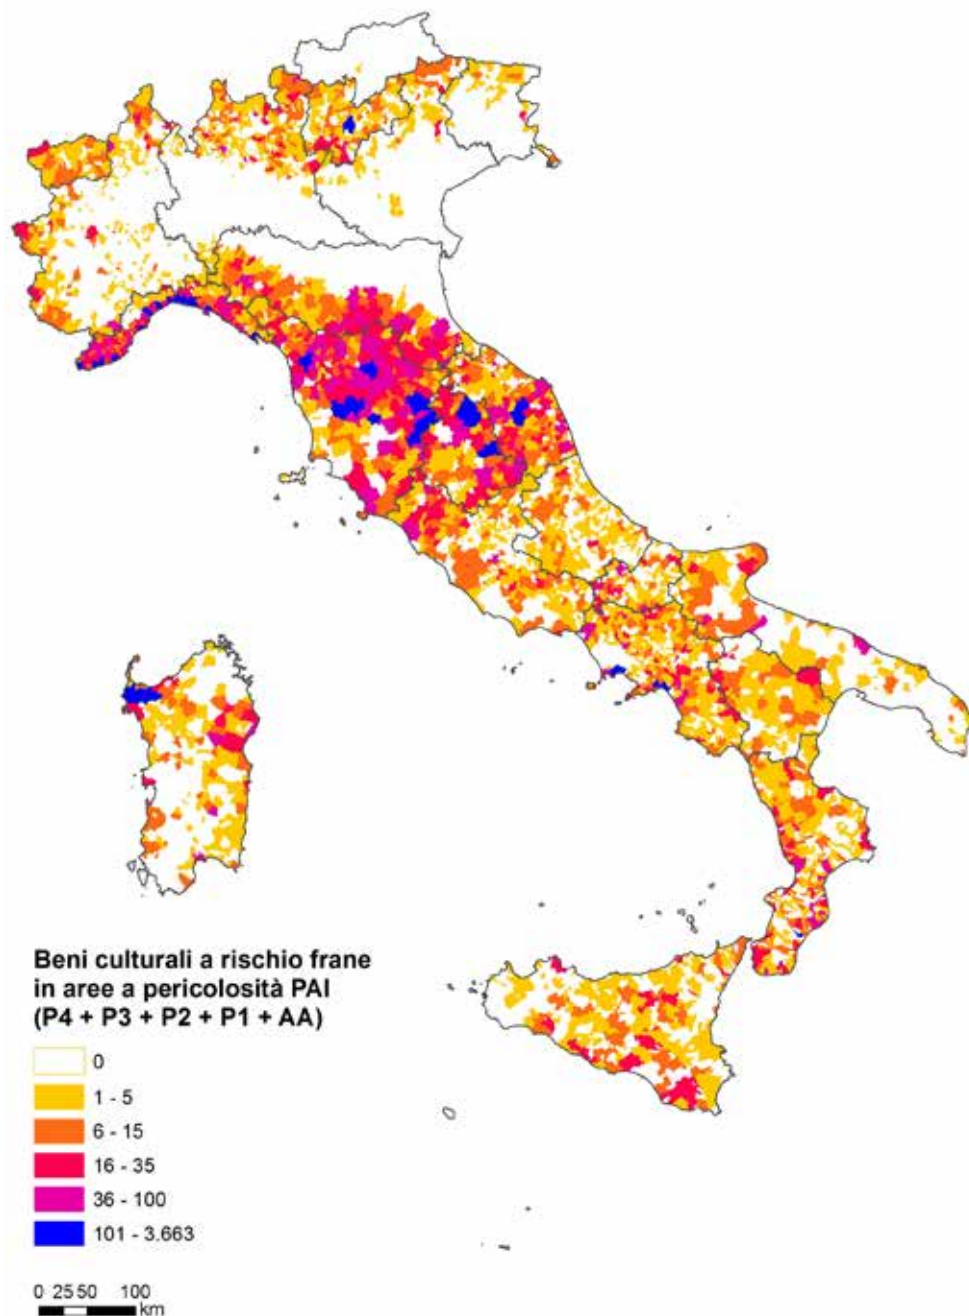 Beni culturali a rischio frane
in aree a pericolosità PAI
(P4 + P3 + P2 + P1 + AA)
0
1 - 5
6 - 15
16 - 35
36 - 100
101 - 3.663
0 25 50 100
km